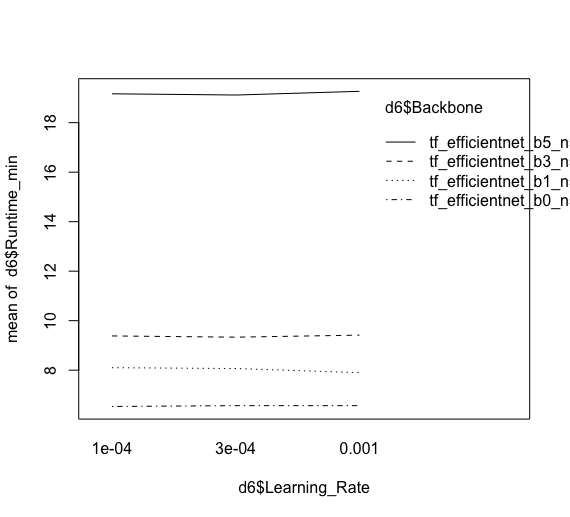 d6$Backbone
tf_efficientnet_b5_n
tf_efficientnet_b3_n
tf_efficientnet_b1_n
tf_efficientnet_b0_n
mean of  d6$Runtime_min
18
16
14
12
10
8
1e-04 3e-04 0.001
d6$Learning_Rate